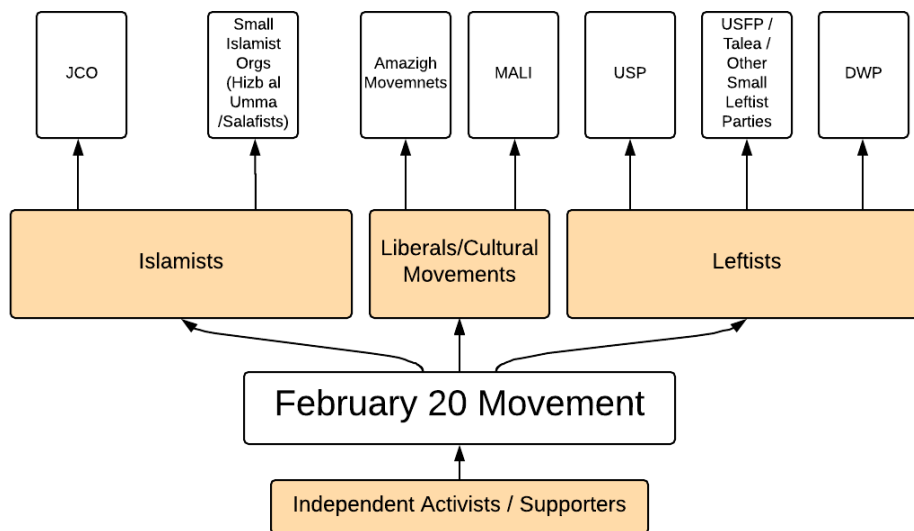 JCO
Small
Islamist
Orgs
(Hizb al
Umma
/Salafists)
Amazigh
Movemnets
MALI
USP
USFP /
Talea /
Other
Small
Leftist
Parties
DWP
Islamists
Liberals/Cultural
Movements
Leftists
February 20 Movement
Independent Activists / Supporters